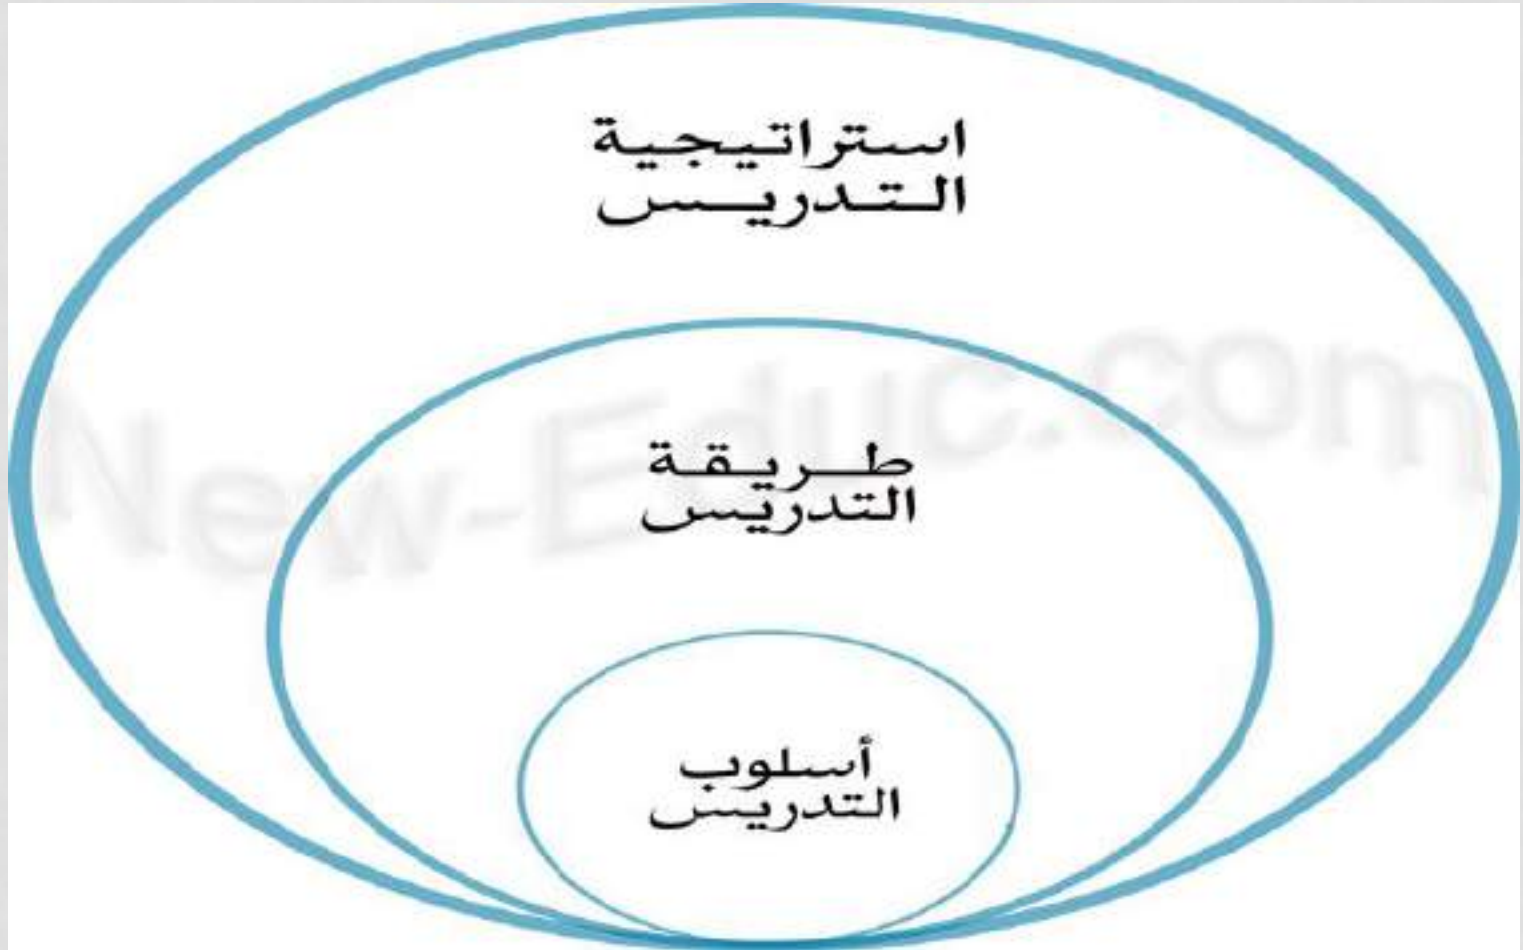 استراتيجية
التدريس
New-Educ.com
طريقة
التدريس
أسلوب
التدريس